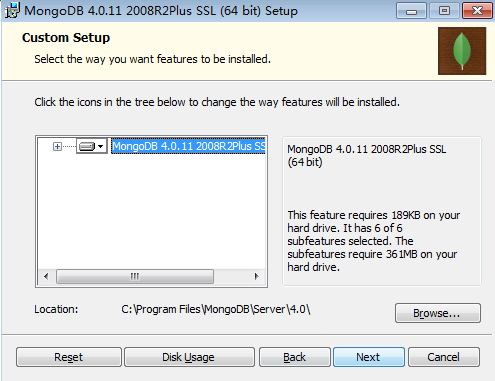 MongoDB 4.0.11 2008R2Plus SSL (64 bit) Setup
Custom Setup
Select the way you want features to be installed.
Click the icons in the tree below to change the way features will be installed.
MongoDB 4.0.11 2008R2Plus SS
MongoDB 4.0.11 2008R2Plus SSL
(64 bit)
This feature requires 189KB on your
hard drive. It has 6 of 6
subfeatures selected. The
subfeatures require 361MB on your
hard drive.
Location: C:\Program Files\MongoDB\Server\4.0\
Browse...
Reset Disk Usage Back Next Cancel